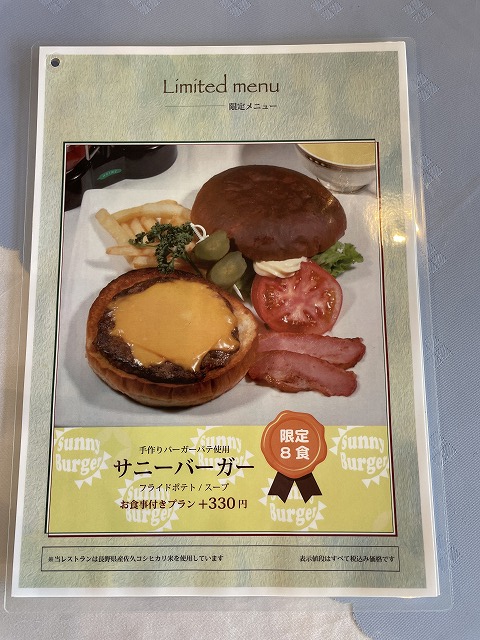 Limited menu
限定メニュー
手作りバーガーパテ使用
サニーバーガー
フライドポテト / スープ
お食事付きプラン +330円
限定
8食
Sunny
Burger
Sunny
Burger
Sunny
Burger
※当レストランは長野県産佐久コシヒカリ米を使用しています
表示値段はすべて税込み価格です